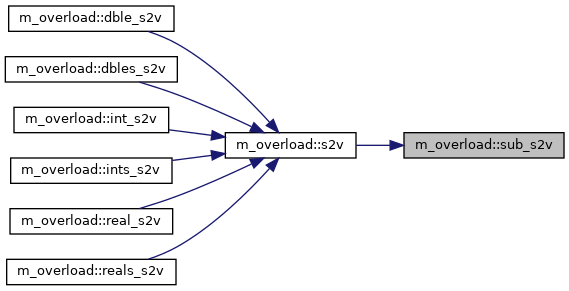 m_overload::dble_s2v
m_overload::dbles_s2v
m_overload::int_s2v
m_overload::ints_s2v
m_overload::real_s2v
m_overload::reals_s2v
m_overload::s2v
m_overload::sub_s2v